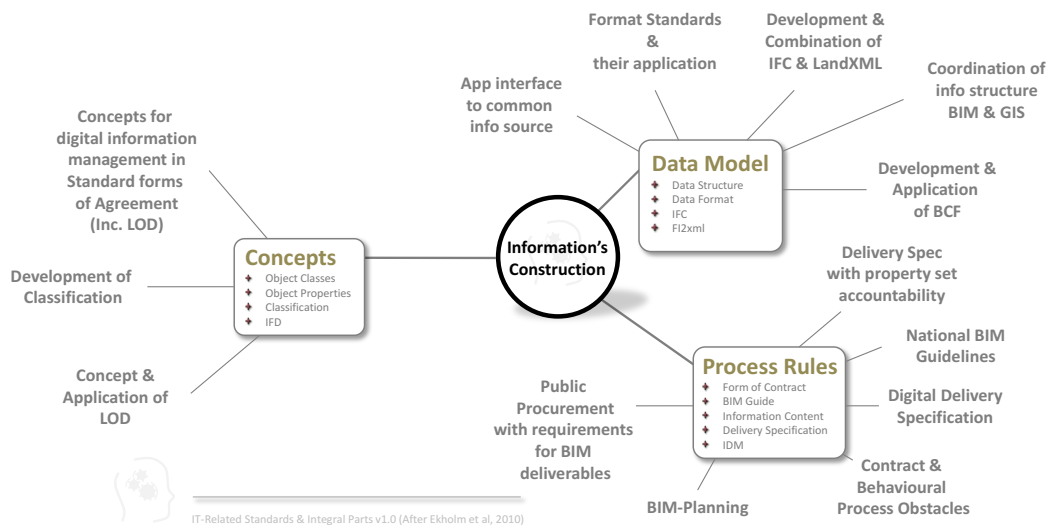 Format Standards
&
their application
Development &
Combination of
IFC & LandXML
Coordination of
info structure
BIM & GIS
App interface
to common
info source
Concepts for
digital information
management in
Standard forms
of Agreement
(Inc. LOD)
Data Model
Data Structure
Data Format
IFC
FI2xml
Development &
Application
of BCF
Information's
Construction
Concepts
Object Classes
Object Properties
Classification
IFD
Development of
Classification
Concept &
Application of
LOD
Delivery Spec
with property set
accountability
National BIM
Guidelines
Process Rules
Form of Contract
BIM Guide
Information Content
Delivery Specification
IDM
Public
Procurement
with requirements
for BIM
deliverables
Digital Delivery
Specification
Contract &
Behavioural
Process Obstacles
BIM-Planning
IT-Related Standards & Integral Parts v1.0 (After Ekholm et al, 2010)